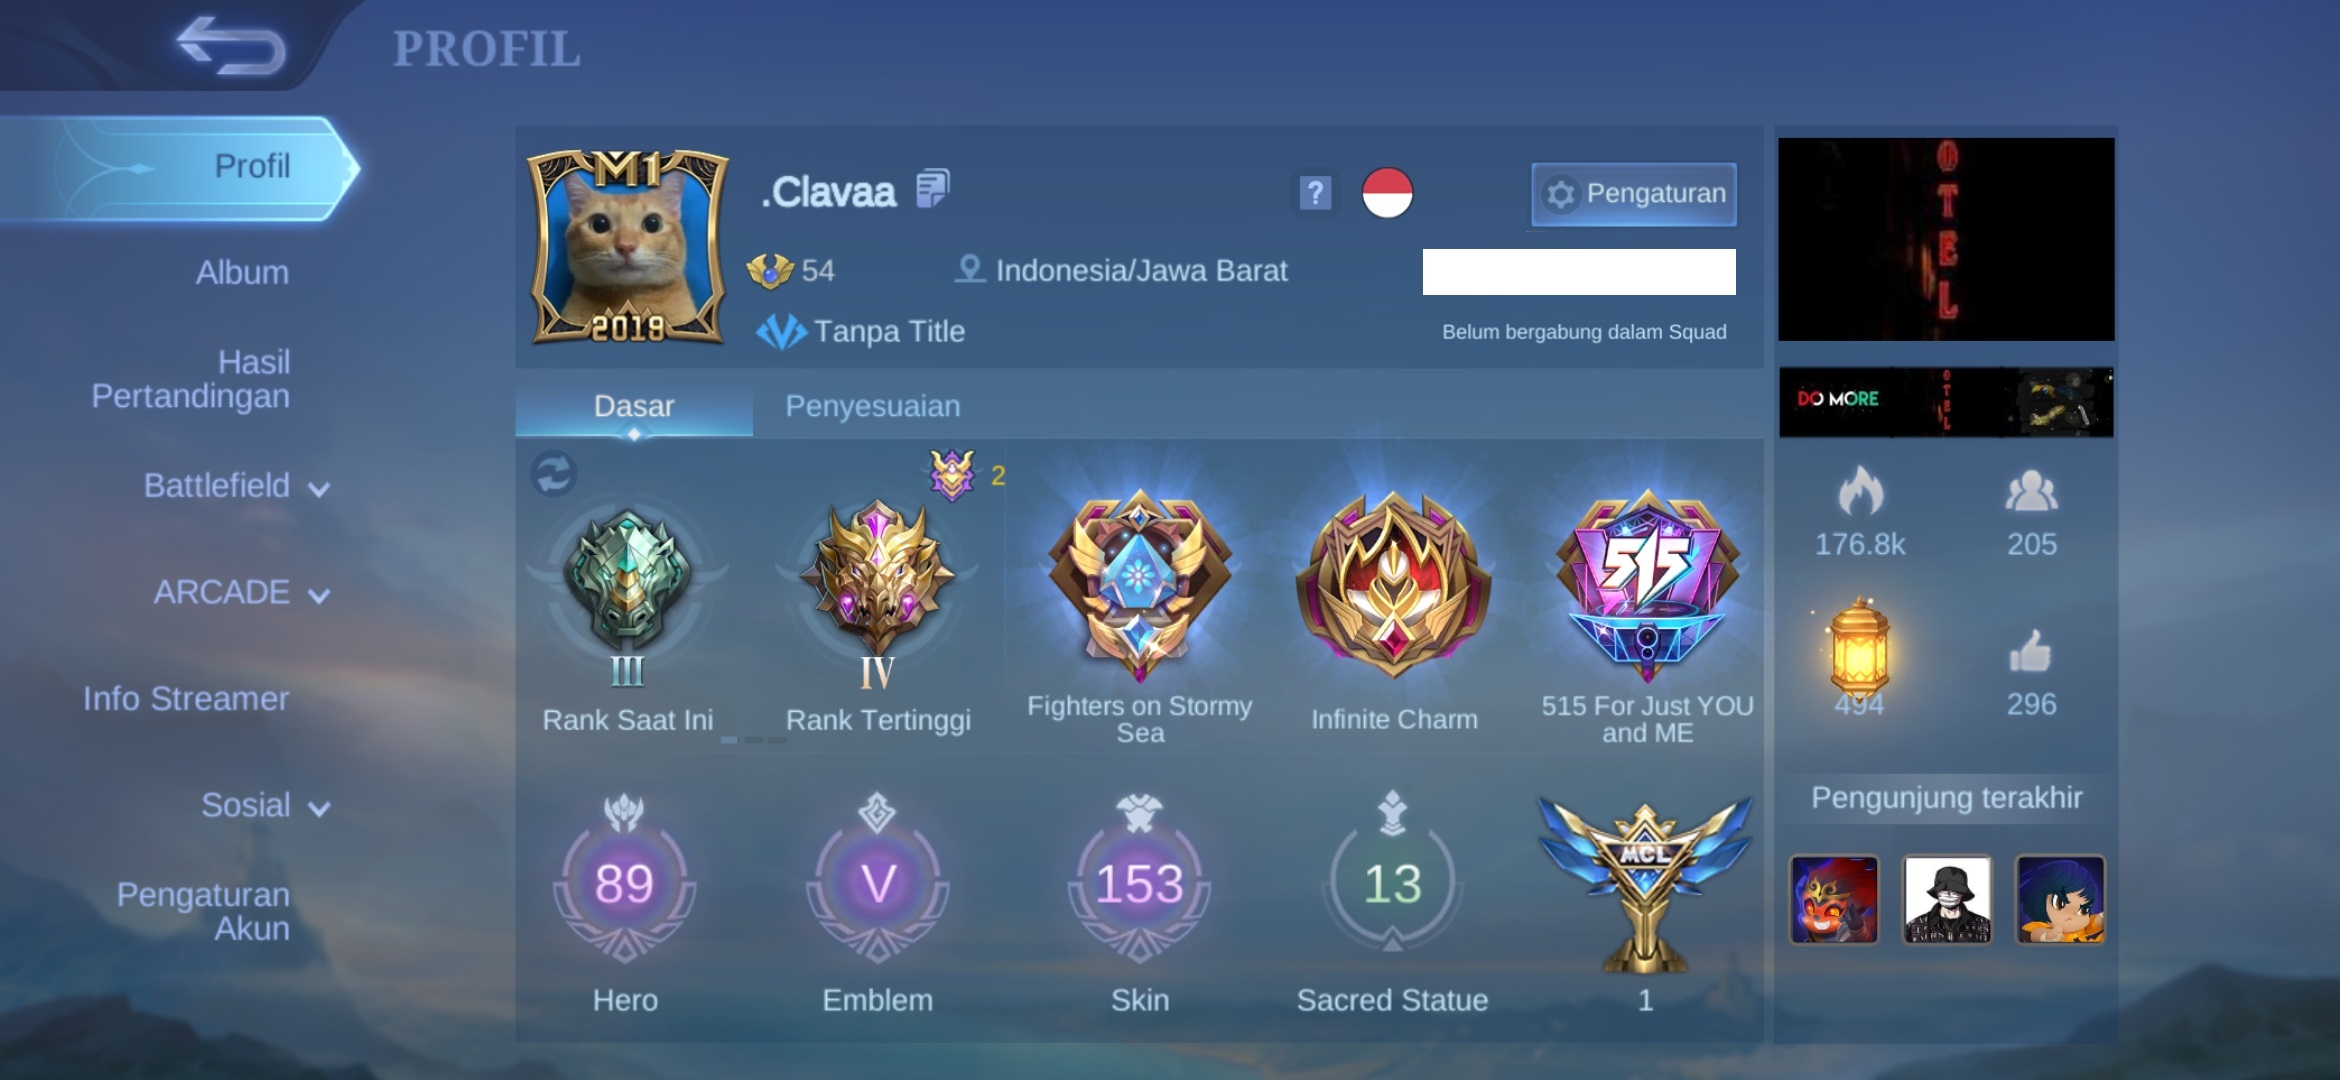 PROFIL
Profil
Album
Hasil
Pertandingan
Battlefield
ARCADE
Info Streamer
Sosial
Pengaturan
Akun
M1
2019
.Clavaa
?
Pengaturan
54
Indonesia/Jawa Barat
Tanpa Title
Belum bergabung dalam Squad
Dasar
Penyesuaian
2
III
Rank Saat Ini
IV
Rank Tertinggi
Fighters on Stormy
Sea
Infinite Charm
515
515 For Just YOU
and ME
89
Hero
V
Emblem
153
Skin
13
Sacred Statue
MCL
1
OTEL
DO MORE
OTEL
176.8k
205
494
296
Pengunjung terakhir